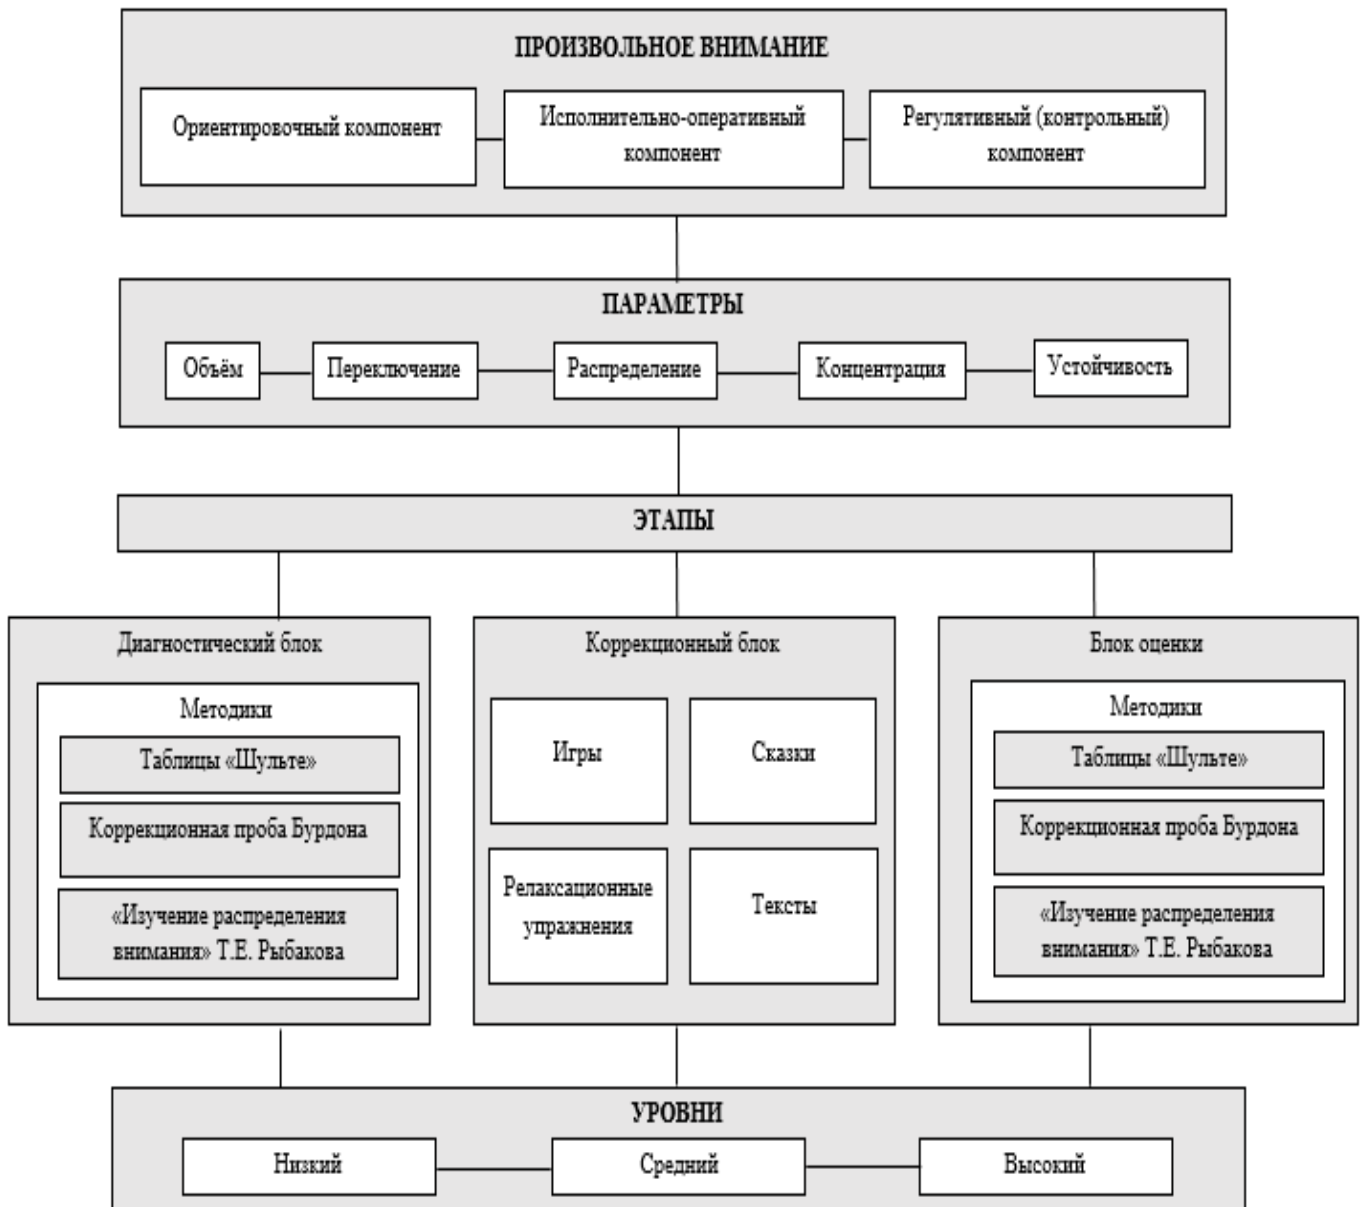 ПРОИЗВОЛЬНОЕ ВНИМАНИЕ
Ориентировочный компонент
Исполнительно-оперативный
компонент
Регулятивный (контрольный)
компонент
ПАРАМЕТРЫ
Объём
Переключение
Распределение
Концентрация
Устойчивость
ЭТАПЫ
Диагностический блок
Методики
Таблицы «Шульте»
Коррекционная проба Бурдона
«Изучение распределения
внимания» Т.Е. Рыбакова
Коррекционный блок
Игры
Сказки
Релаксационные
упражнения
Тексты
Блок оценки
Методики
Таблицы «Шульте»
Коррекционная проба Бурдона
«Изучение распределения
внимания» Т.Е. Рыбакова
УРОВНИ
Низкий
Средний
Высокий